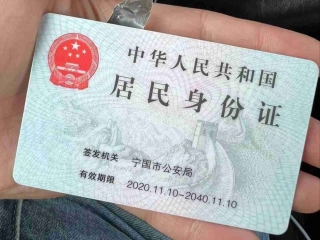 中华人民共和国
居民身份证
签发机关 宁国市公安局
有效期限 2020.11.10-2040.11.10